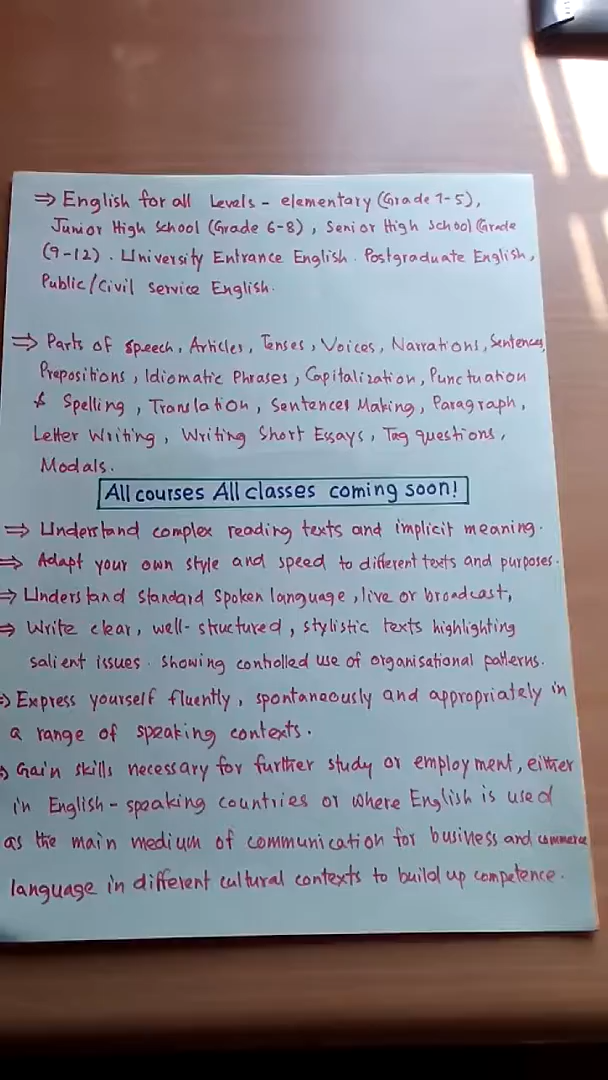 ⇒ English for all Levels - elementary (Grade 1-5),
Junior High School (Grade 6-8), Senior High School (Grade
(9-12). University Entrance English. Postgraduate English,
Public/Civil Service English.
⇒ Parts of speech, Articles, Tenses, Voices, Narrations, Sentences,
Prepositions, Idiomatic Phrases, Capitalization, Punctuation
& Spelling, Translation, Sentences Making, Paragraph,
Letter Writing, Writing Short Essays, Tag questions,
Modals.
All courses All classes coming soon!
⇒ Understand complex reading texts and implicit meaning.
⇒ Adapt your own style and speed to different texts and purposes.
⇒ Understand standard spoken language, live or broadcast,
⇒ Write clear, well-structured, stylistic texts highlighting
salient issues. Showing controlled use of organisational patterns.
⇒ Express yourself fluently, spontaneously and appropriately in
a range of speaking contexts.
⇒ Gain skills necessary for further study or employment, either
in English-speaking countries or where English is used
as the main medium of communication for business and commerce
language in different cultural contexts to build up competence.